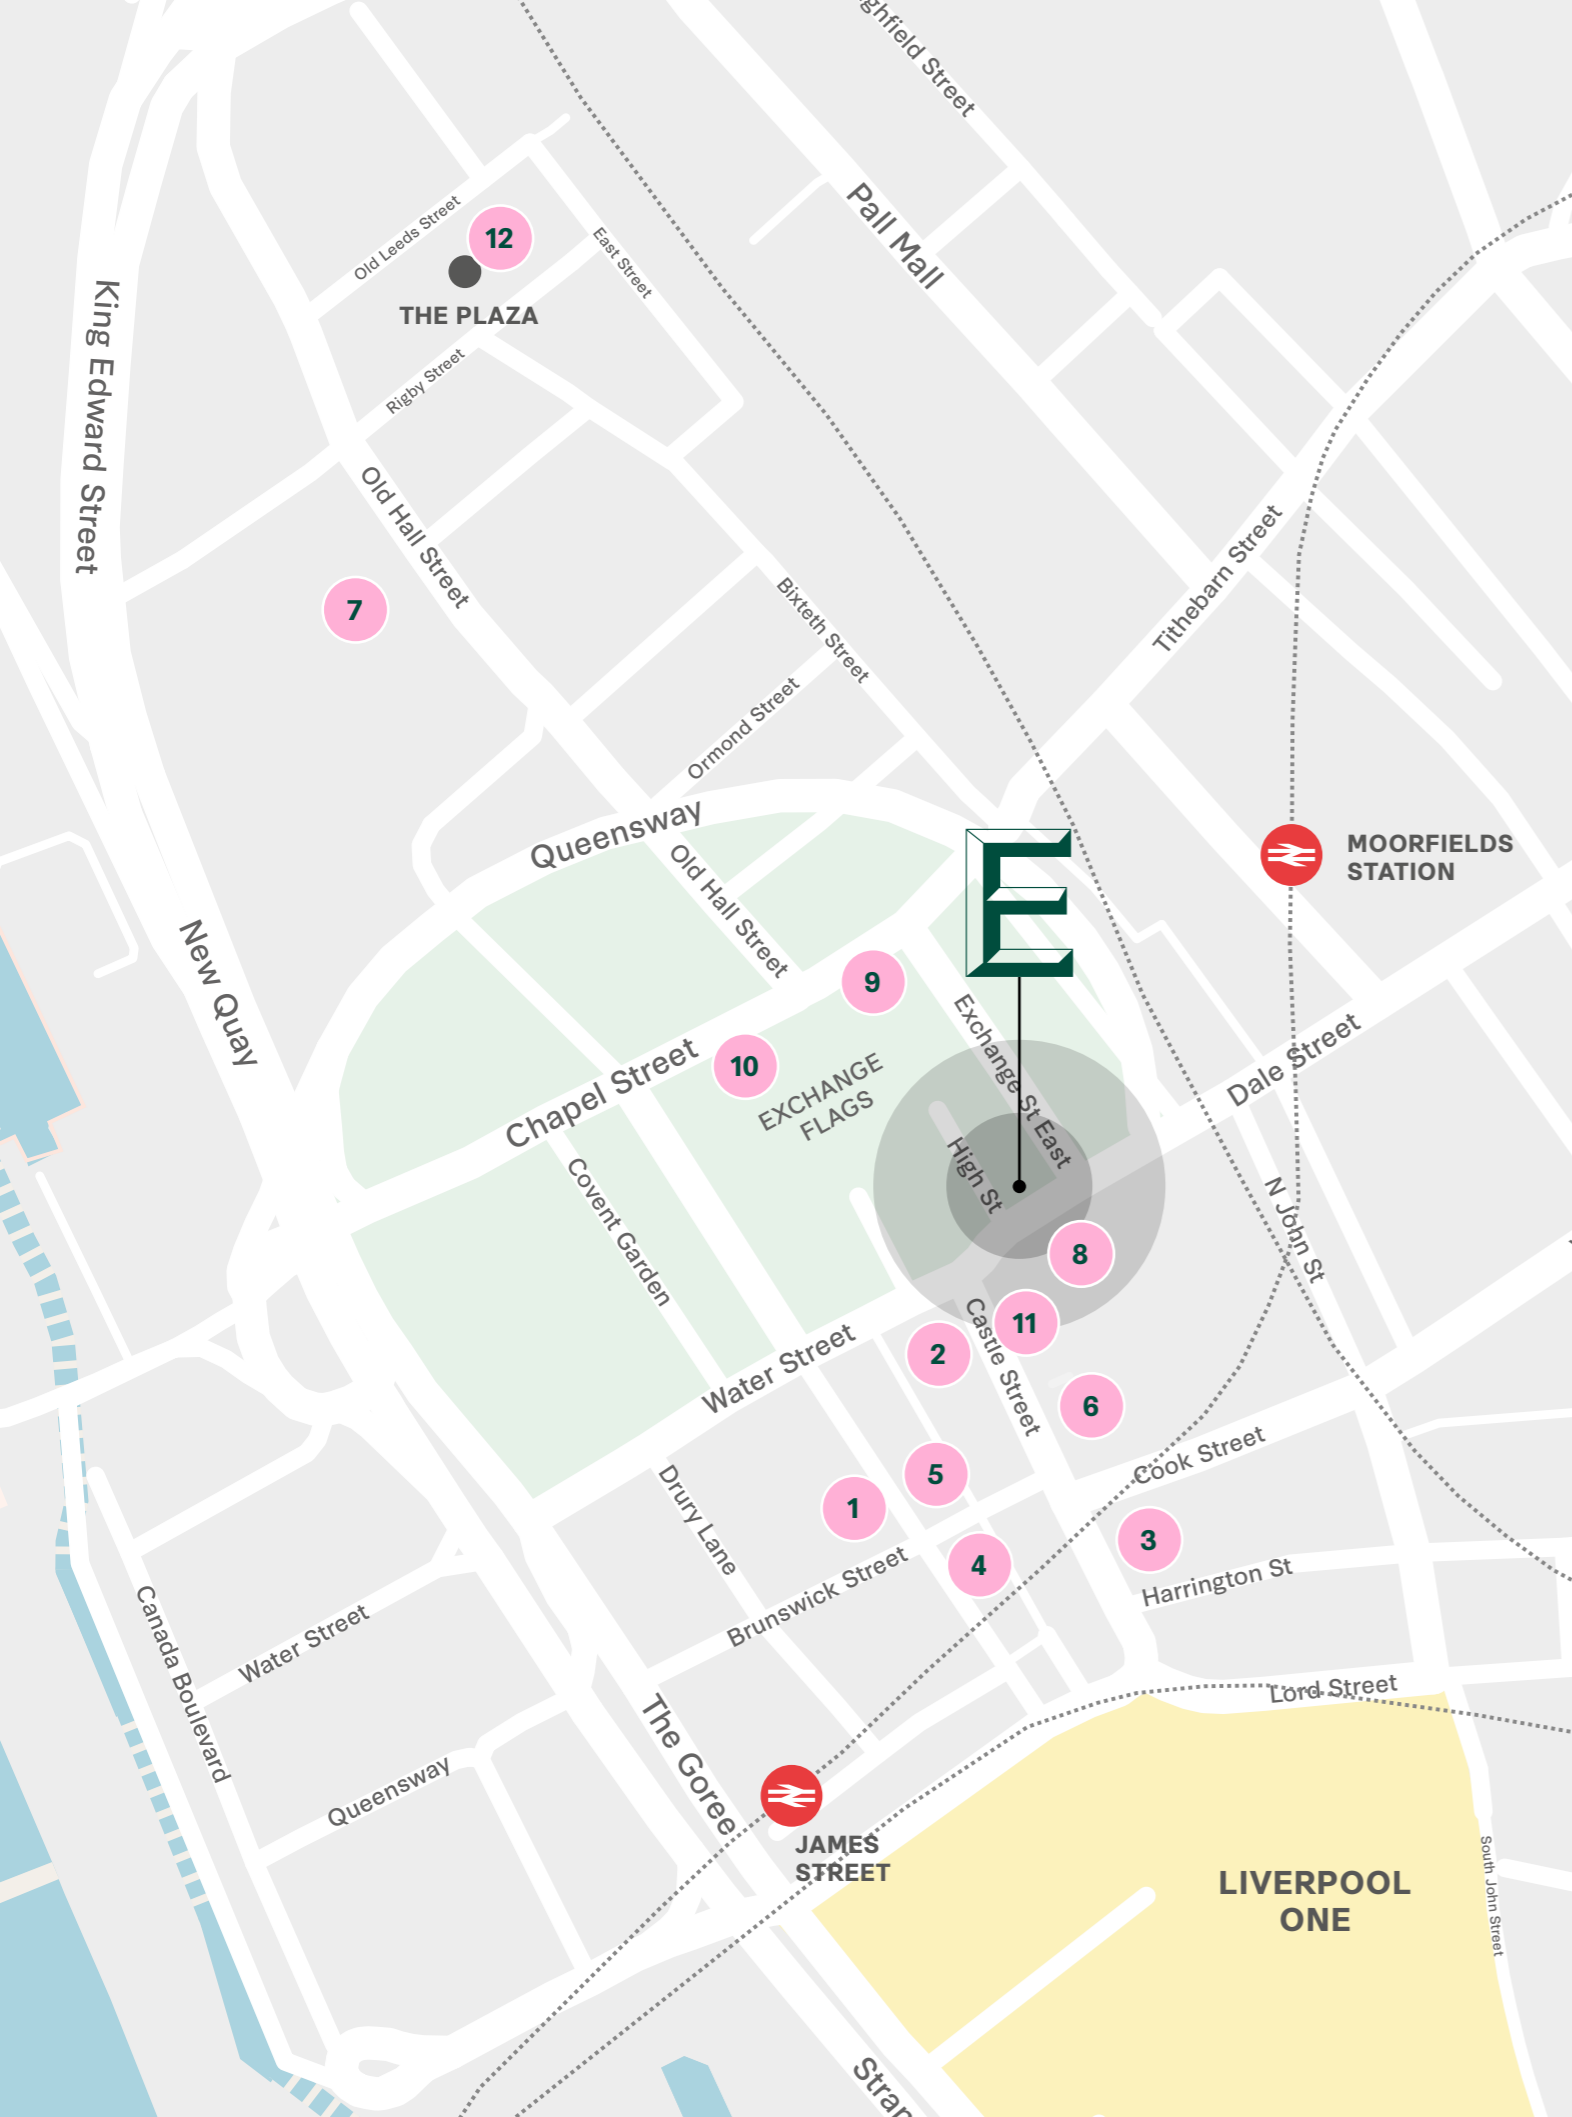 ghfield Street
Pall Mall
Old Leeds Street
12
East Street
THE PLAZA
King Edward Street
Rigby Street
Old Hall Street
Tithebarn Street
7
Bixteth Street
Ormond Street
Queensway
E
MOORFIELDS
STATION
Old Hall Street
New Quay
9
Exchange St East
Dale Street
10
Chapel Street
EXCHANGE
FLAGS
High St
Covent Garden
N John St
8
11
Castle Street
2
Water Street
6
Cook Street
5
1
Drury Lane
3
4
Brunswick Street
Harrington St
Canada Boulevard
Water Street
Lord Street
The Goree
Queensway
JAMES
STREET
South John Street
LIVERPOOL
ONE
Stran